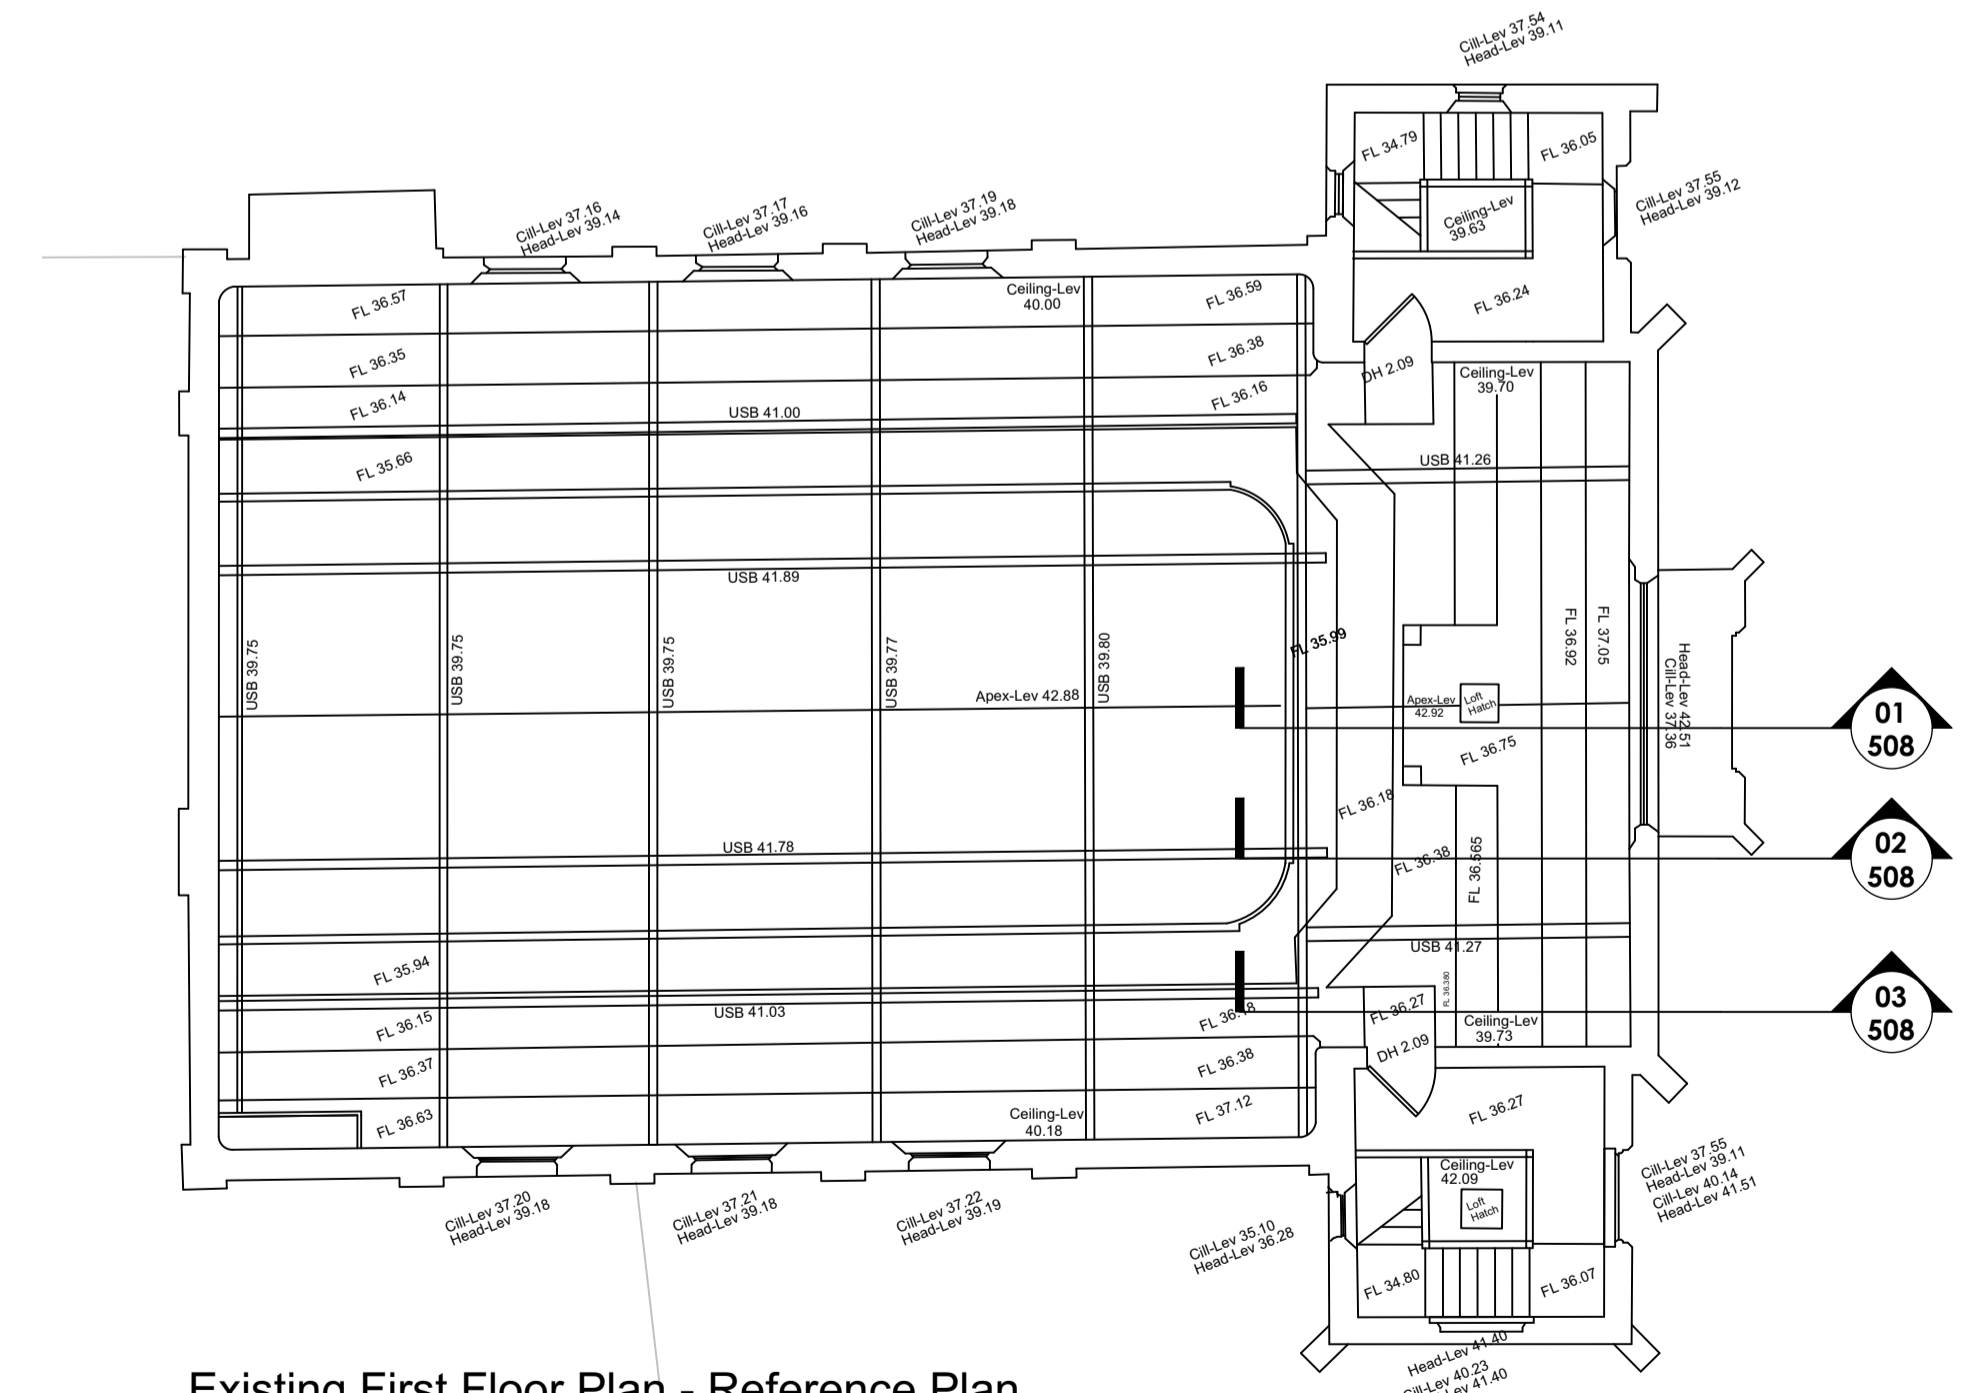 Cill-Lev 37.54
Head-Lev 39.11
FL 34.79
FL 36.05
Cill-Lev 37.55
Head-Lev 39.12
Ceiling-Lev
39.63
Cill-Lev 37.16
Head-Lev 39.14
Cill-Lev 37.17
Head-Lev 39.16
Cill-Lev 37.19
Head-Lev 39.18
FL 36.24
FL 36.57
Ceiling-Lev
40.00
FL 36.59
FL 36.35
FL 36.38
DH 2.09
Ceiling-Lev
39.70
FL 36.14
USB 41.00
FL 36.16
FL 35.66
USB 41.26
USB 41.89
USB 39.75
USB 39.75
USB 39.75
USB 39.77
USB 39.80
FL 35.99
FL 36.92
FL 37.05
Head-Lev 42.51
Cill-Lev 37.36
Apex-Lev 42.88
Apex-Lev
42.92
Loft
Hatch
01
508
FL 36.75
FL 36.18
USB 41.78
FL 36.38
FL 36.565
02
508
USB 41.27
FL 35.94
FL 36.380
FL 36.15
USB 41.03
FL 36.18
FL 36.27
Ceiling-Lev
39.73
03
508
FL 36.37
FL 36.38
DH 2.09
FL 36.63
Ceiling-Lev
40.18
FL 37.12
FL 36.27
Ceiling-Lev
42.09
Loft
Hatch
Cill-Lev 37.55
Head-Lev 39.11
Cill-Lev 40.14
Head-Lev 41.51
Cill-Lev 37.20
Head-Lev 39.18
Cill-Lev 37.21
Head-Lev 39.18
Cill-Lev 37.22
Head-Lev 39.19
Cill-Lev 35.10
Head-Lev 36.28
FL 34.80
FL 36.07
Head-Lev 41.40
Cill-Lev 40.23
Lev 41.40
Existing First Floor Plan - Reference Plan